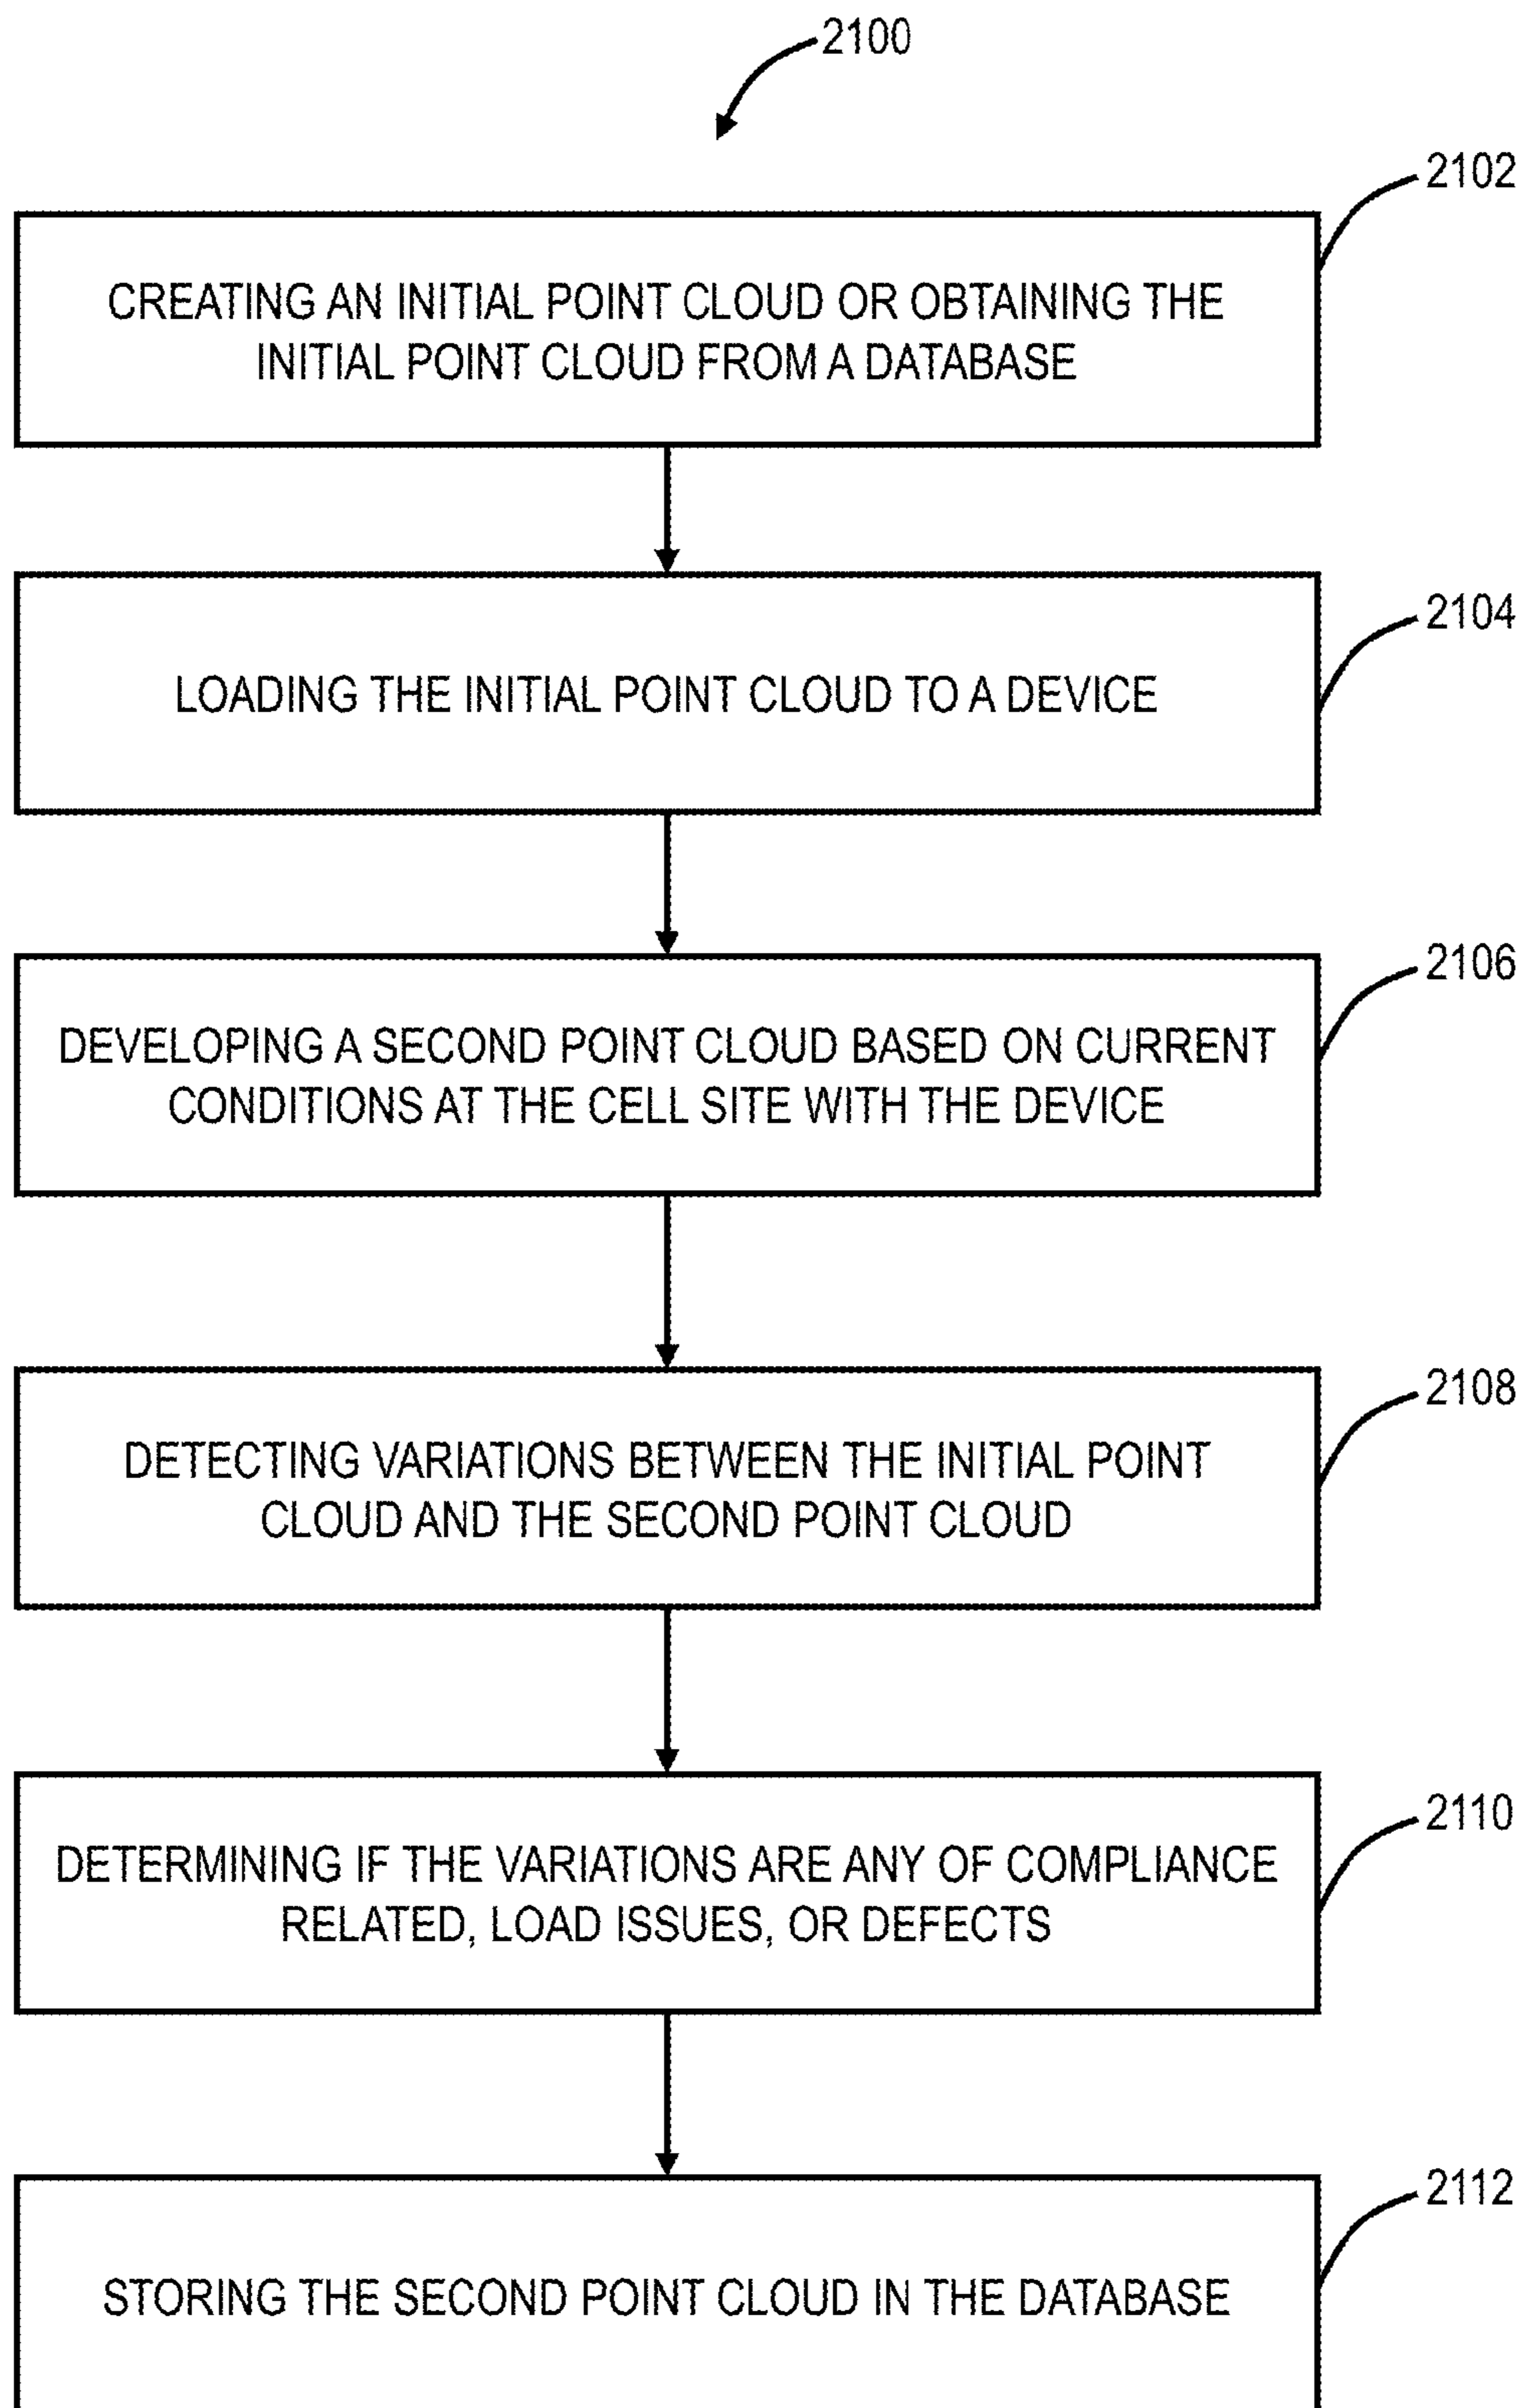 2100
2102
CREATING AN INITIAL POINT CLOUD OR OBTAINING THE
INITIAL POINT CLOUD FROM A DATABASE
2104
LOADING THE INITIAL POINT CLOUD TO A DEVICE
2106
DEVELOPING A SECOND POINT CLOUD BASED ON CURRENT
CONDITIONS AT THE CELL SITE WITH THE DEVICE
2108
DETECTING VARIATIONS BETWEEN THE INITIAL POINT
CLOUD AND THE SECOND POINT CLOUD
2110
DETERMINING IF THE VARIATIONS ARE ANY OF COMPLIANCE
RELATED, LOAD ISSUES, OR DEFECTS
2112
STORING THE SECOND POINT CLOUD IN THE DATABASE